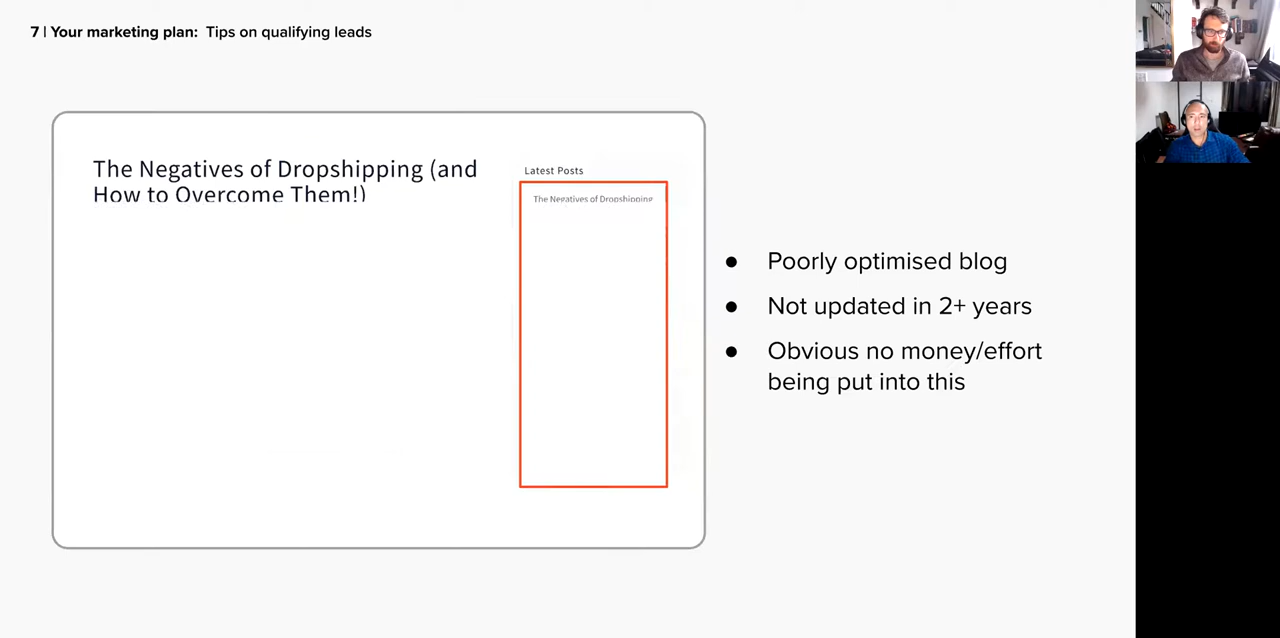 7 | Your marketing plan: Tips on qualifying leads
The Negatives of Dropshipping (and
How to Overcome Them!)
Latest Posts
The Negatives of Dropshipping
● Poorly optimised blog
● Not updated in 2+ years
● Obvious no money/effort
being put into this